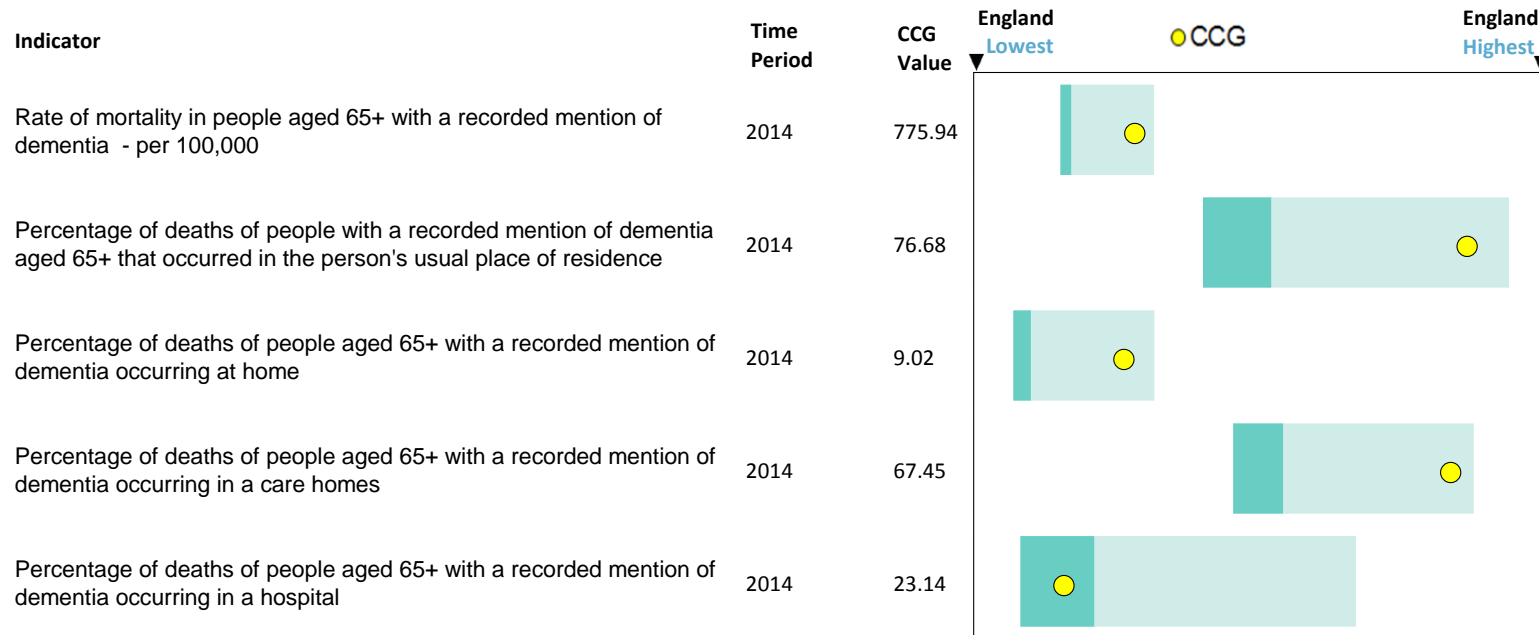 Indicator
Time
Period
CCG
Value
England
Lowest
CCG
England
Highest
Rate of mortality in people aged 65+ with a recorded mention of
dementia - per 100,000
2014
775.94
Percentage of deaths of people with a recorded mention of dementia
aged 65+ that occurred in the person's usual place of residence
2014
76.68
Percentage of deaths of people aged 65+ with a recorded mention of
dementia occurring at home
2014
9.02
Percentage of deaths of people aged 65+ with a recorded mention of
dementia occurring in a care homes
2014
67.45
Percentage of deaths of people aged 65+ with a recorded mention of
dementia occurring in a hospital
2014
23.14